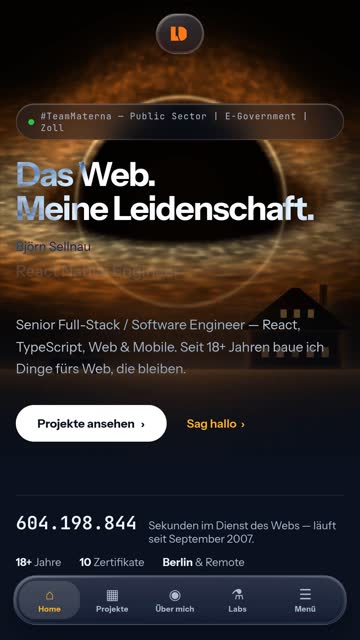 #TeamMaterna — Public Sector | E-Government |
Zoll
Das Web.
Meine Leidenschaft.
Björn Sellnau
React Native Engineer
Senior Full-Stack / Software Engineer — React,
TypeScript, Web & Mobile. Seit 18+ Jahren baue ich
Dinge fürs Web, die bleiben.
Projekte ansehen › Sag hallo ›
604.198.844 Sekunden im Dienst des Webs — läuft
seit September 2007.
18+ Jahre 10 Zertifikate Berlin & Remote
Home Projekte Über mich Labs Menü